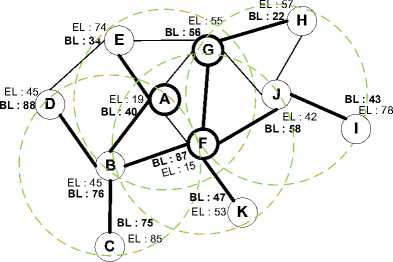 EL : 57
BL : 22
H
EL : 74
BL : 34
E
EL : 55
BL : 56
G
EL : 45
BL : 88
D
EL : 19
BL : 40
A
J
EL : 42
BL : 58
BL : 43
EL : 78
I
F
BL : 87
EL : 15
B
EL : 45
BL : 76
BL : 47
EL : 53
K
BL : 75
EL : 85
C